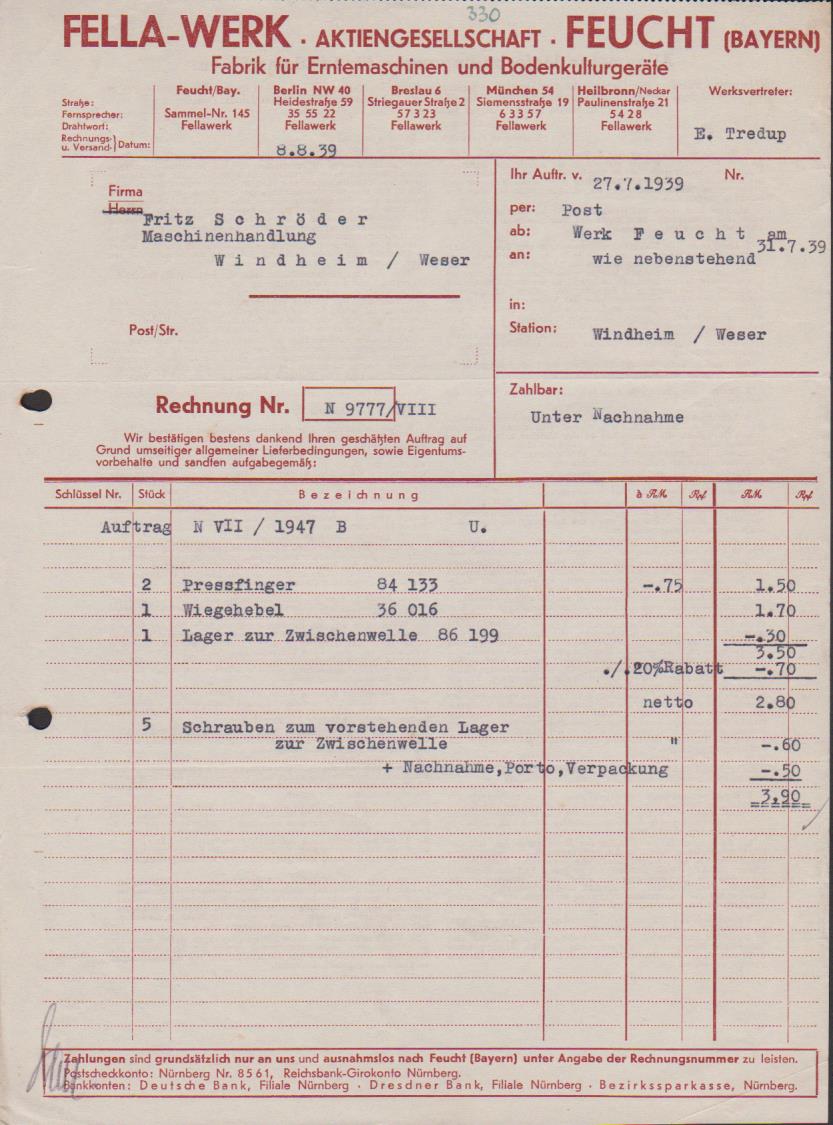 330
FELLA-WERK · AKTIENGESELLSCHAFT · FEUCHT (BAYERN)
Fabrik für Erntemaschinen und Bodenkulturgeräte
Feucht/Bay. Berlin NW 40 Breslau 6 München 54 Heilbronn/Neckar Werksvertreter:
Straße: Heidestraße 59 Striegauer Straße 2 Siemensstraße 19 Paulinenstraße 21
Fernsprecher: Sammel-Nr. 145 35 55 22 57323 63357 5428
Drahtwort: Fellawerk Fellawerk Fellawerk Fellawerk Fellawerk
E. Tredup
Rechnungs- u. Versand- Datum: 8.8.39
Ihr Auftr. v. 27.7.1939 Nr.
Firma
Herrn
Fritz Schröder
Maschinenhandlung
Windheim / Weser
per: Post
ab: Werk Feucht am 31.7.39
an: wie nebenstehend
in:
Post/Str.
Station: Windheim / Weser
Rechnung Nr. N 9777/VIII
Zahlbar:
Unter Nachnahme
Wir bestätigen bestens dankend Ihren geschätzten Auftrag auf
Grund umseitiger allgemeiner Lieferbedingungen, sowie Eigentums-
vorbehalte und sandten aufgabegemäß:
Schlüssel Nr. Stück Bezeichnung à RM. Rpf. RM. Rpf.
Auftrag N VII / 1947 B U.
2 Pressfinger 84 133 -.75 1.50
1 Wiegehebel 36 016 1.70
1 Lager zur Zwischenwelle 86 199 -.30
3.50
./.20%Rabatt -.70
netto 2.80
5 Schrauben zum vorstehenden Lager
zur Zwischenwelle " -.60
+ Nachnahme,Porto,Verpackung -.50
3,90
Zahlungen sind grundsätzlich nur an uns und ausnahmslos nach Feucht (Bayern) unter Angabe der Rechnungsnummer zu leisten.
Postscheckkonto: Nürnberg Nr. 8561, Reichsbank-Girokonto Nürnberg.
Bankkonten: Deutsche Bank, Filiale Nürnberg · Dresdner Bank, Filiale Nürnberg · Bezirkssparkasse, Nürnberg.